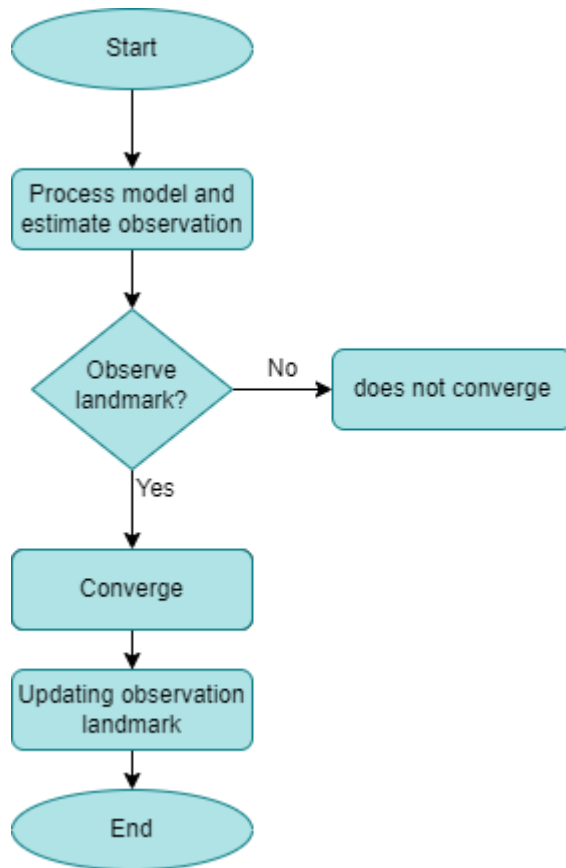 Start
Process model and
estimate observation
Observe
landmark?
No
does not converge
Yes
Converge
Updating observation
landmark
End